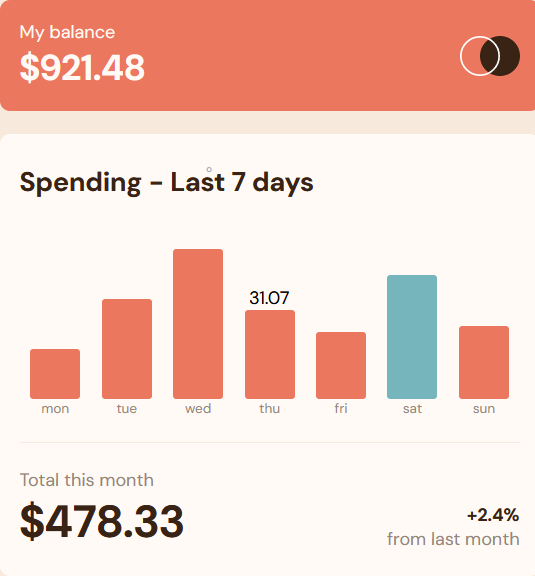 My balance
$921.48
Spending - Last 7 days
31.07
mon tue wed thu fri sat sun
Total this month
$478.33
+2.4%
from last month